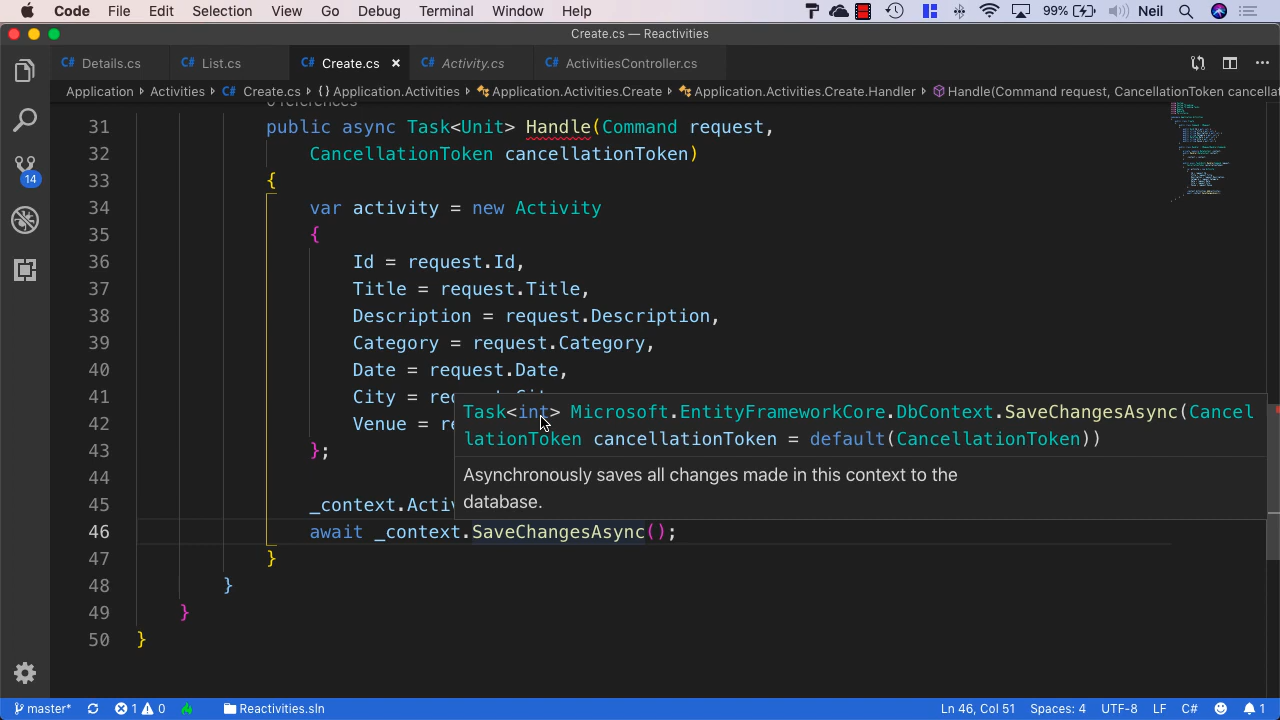 Code File Edit Selection View Go Debug Terminal Window Help 99% Neil
Create.cs — Reactivities
C# Details.cs C# List.cs C# Create.cs × C# Activity.cs C# ActivitiesController.cs
Application › Activities › C# Create.cs › { } Application.Activities › Application.Activities.Create › Application.Activities.Create.Handler › Handle(Command request, CancellationToken cancellat
0 references
31 public async Task<Unit> Handle(Command request,
32 CancellationToken cancellationToken)
33 {
34 var activity = new Activity
35 {
36 Id = request.Id,
37 Title = request.Title,
38 Description = request.Description,
39 Category = request.Category,
40 Date = request.Date,
41 City = request.City,
42 Venue = re
43 };
44
45 _context.Activ
46 await _context.SaveChangesAsync();
47 }
48 }
49 }
50 }
Task<int> Microsoft.EntityFrameworkCore.DbContext.SaveChangesAsync(Cancel
lationToken cancellationToken = default(CancellationToken))
Asynchronously saves all changes made in this context to the
database.
14
master* 1 0 Reactivities.sln Ln 46, Col 51 Spaces: 4 UTF-8 LF C# 1